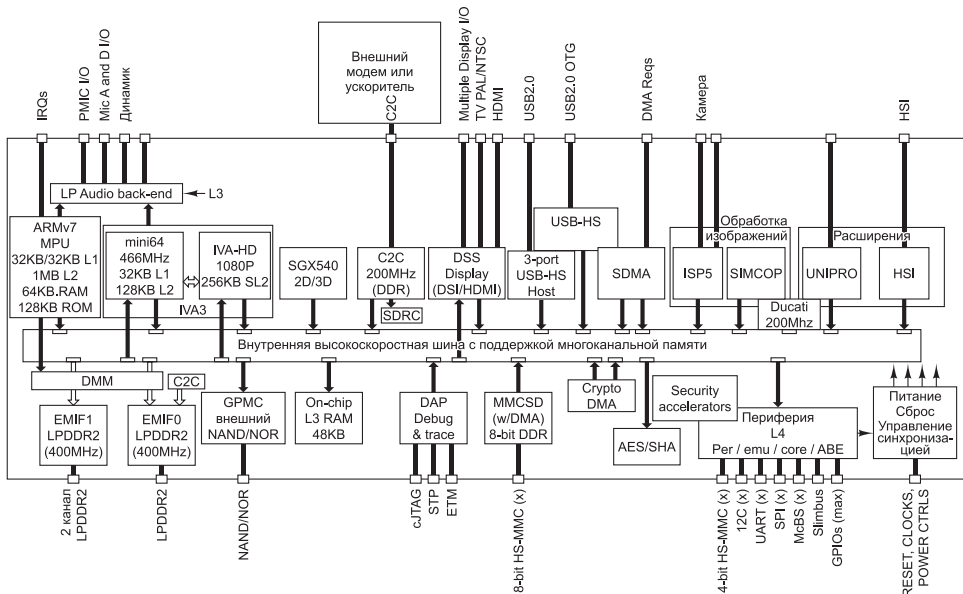 Внешний
модем или
ускоритель
IRQs
PMIC I/O
Mic A and D I/O
Динамик
C2C
Multiple Display I/O
TV PAL/NTSC
HDMI
USB2.0
USB2.0 OTG
DMA Reqs
Камера
HSI
LP Audio back-end
L3
ARMv7
MPU
32KB/32KB L1
1MB L2
64KB.RAM
128KB ROM
mini64
466MHz
32KB L1
128KB L2
IVA-HD
1080P
256KB SL2
IVA3
SGX540
2D/3D
C2C
200MHz
(DDR)
SDRC
DSS
Display
(DSI/HDMI)
USB-HS
3-port
USB-HS
Host
SDMA
Обработка
изображений
ISP5
SIMCOP
Расширения
UNIPRO
HSI
Ducati
200Mhz
Внутренняя высокоскоростная шина с поддержкой многоканальной памяти
DMM
C2C
EMIF1
LPDDR2
(400MHz)
EMIF0
LPDDR2
(400MHz)
GPMC
внешний
NAND/NOR
On-chip
L3 RAM
48KB
DAP
Debug
& trace
MMCSD
(w/DMA)
8-bit DDR
Crypto
DMA
AES/SHA
Security
accelerators
Периферия
L4
Per / emu / core / ABE
Питание
Сброс
Управление
синхрониза-
цией
2 канал
LPDDR2
LPDDR2
NAND/NOR
cJTAG
STP
ETM
8-bit HS-MMC (x)
4-bit HS-MMC (x)
12C (x)
UART (x)
SPI (x)
McBS (x)
Slimbus
GPIOs (max)
RESET, CLOCKS,
POWER CTRLS